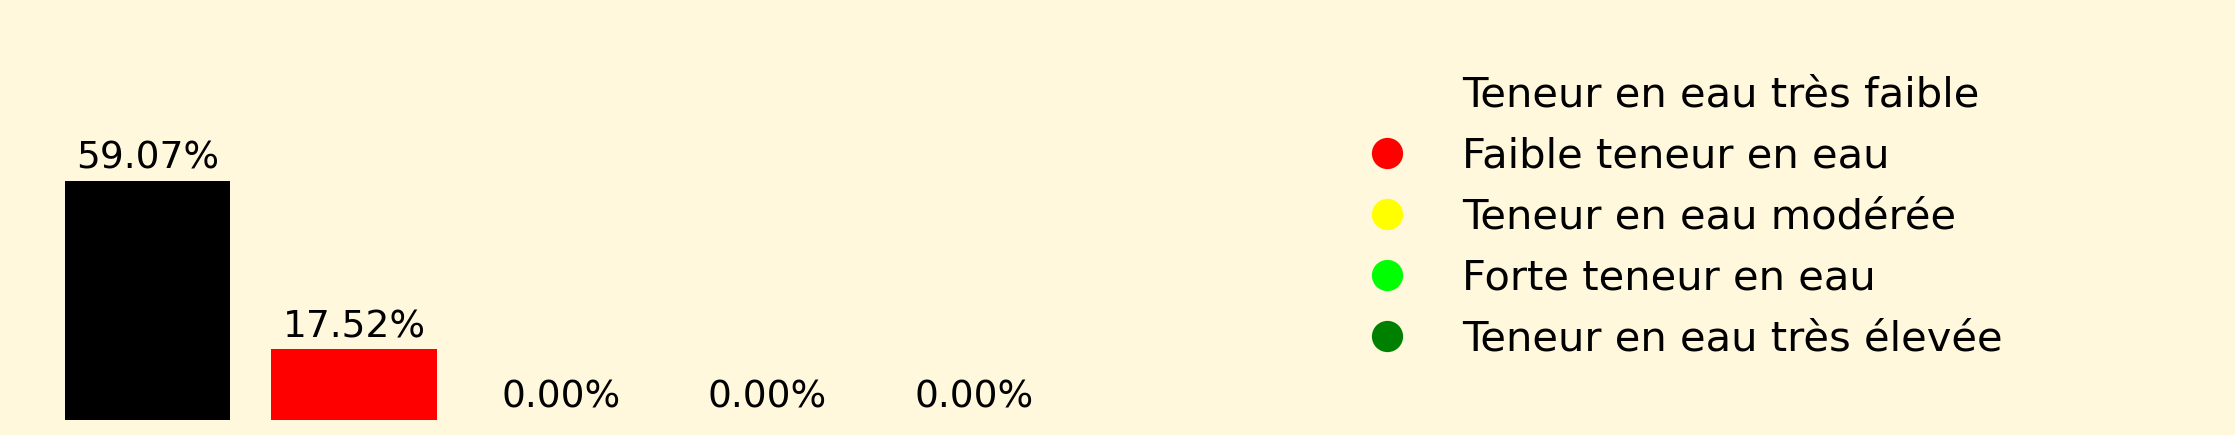 59.07%
17.52%
0.00%
0.00%
0.00%
Teneur en eau très faible
Faible teneur en eau
Teneur en eau modérée
Forte teneur en eau
Teneur en eau très élevée